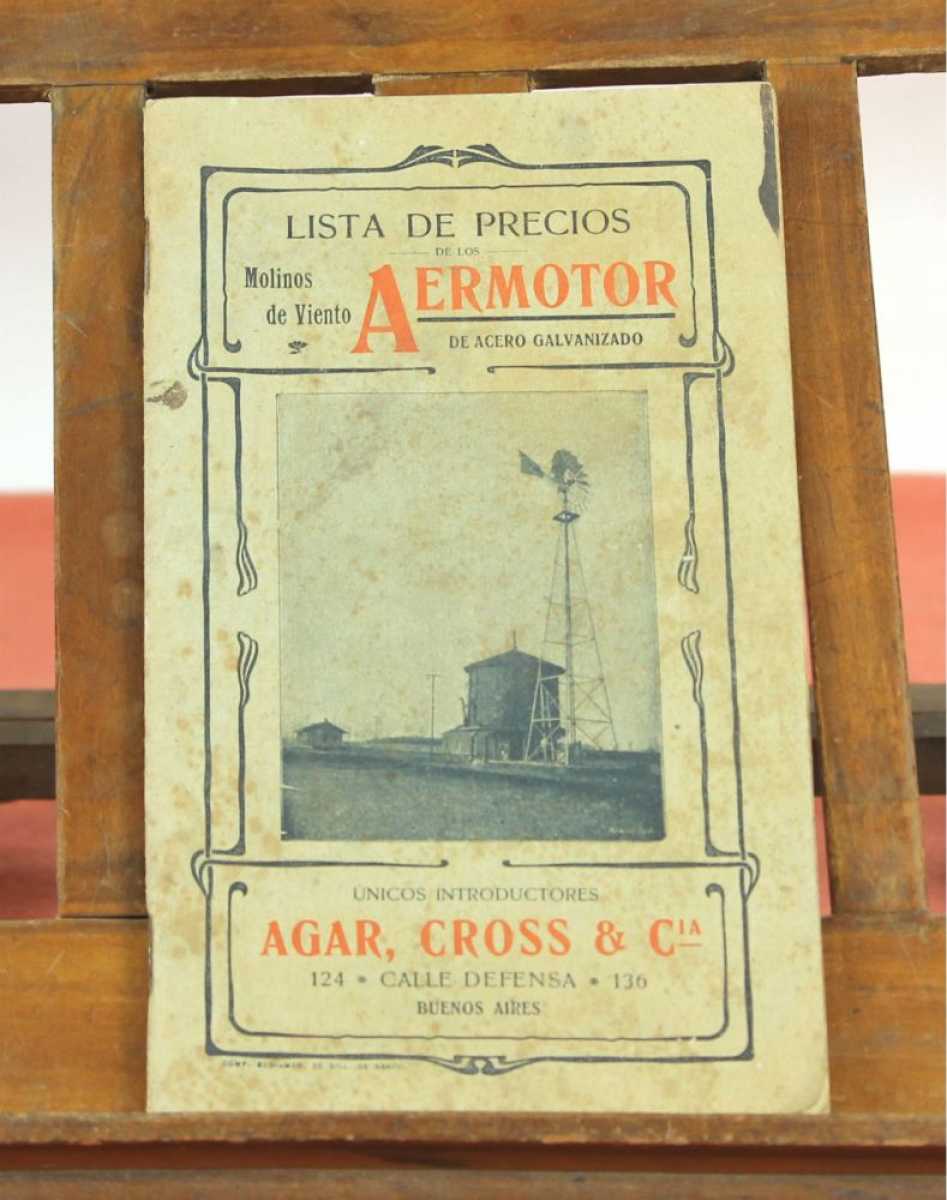 LISTA DE PRECIOS
DE LOS
Molinos
de Viento
AERMOTOR
DE ACERO GALVANIZADO
ÚNICOS INTRODUCTORES
AGAR, CROSS & CIA
124 • CALLE DEFENSA • 136
BUENOS AIRES